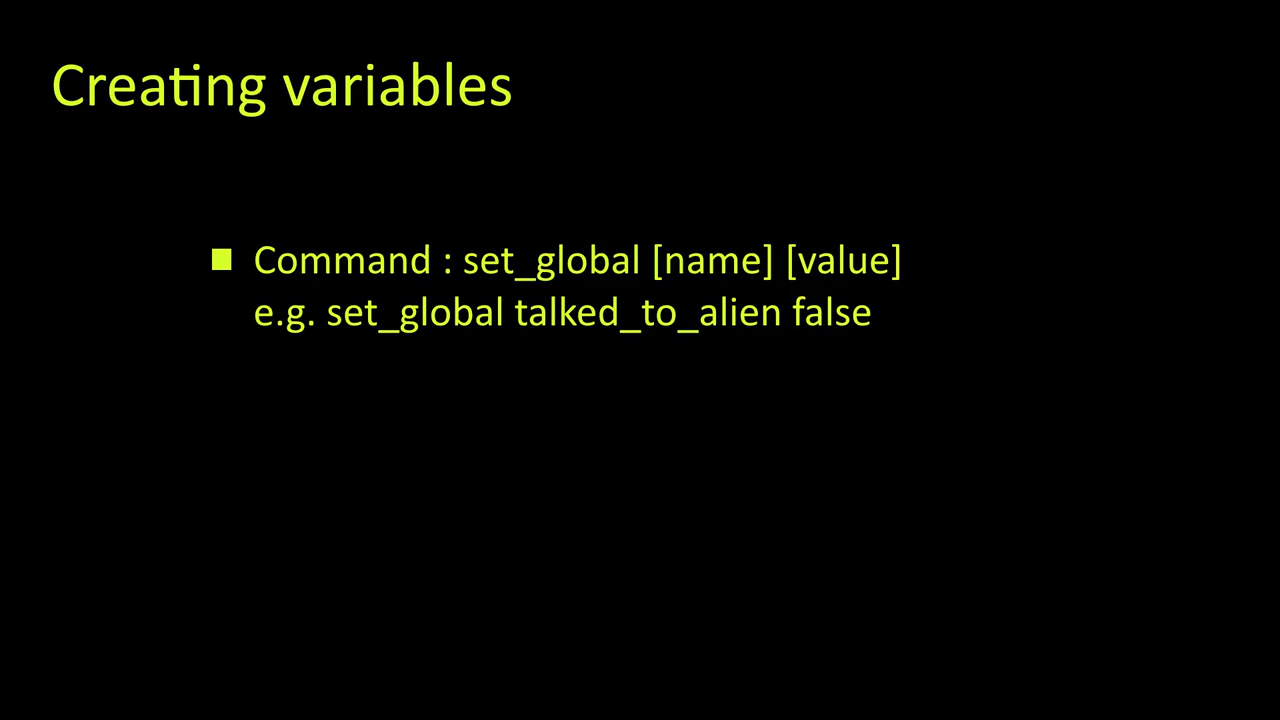 Creating variables
Command : set_global [name] [value]
e.g. set_global talked_to_alien false